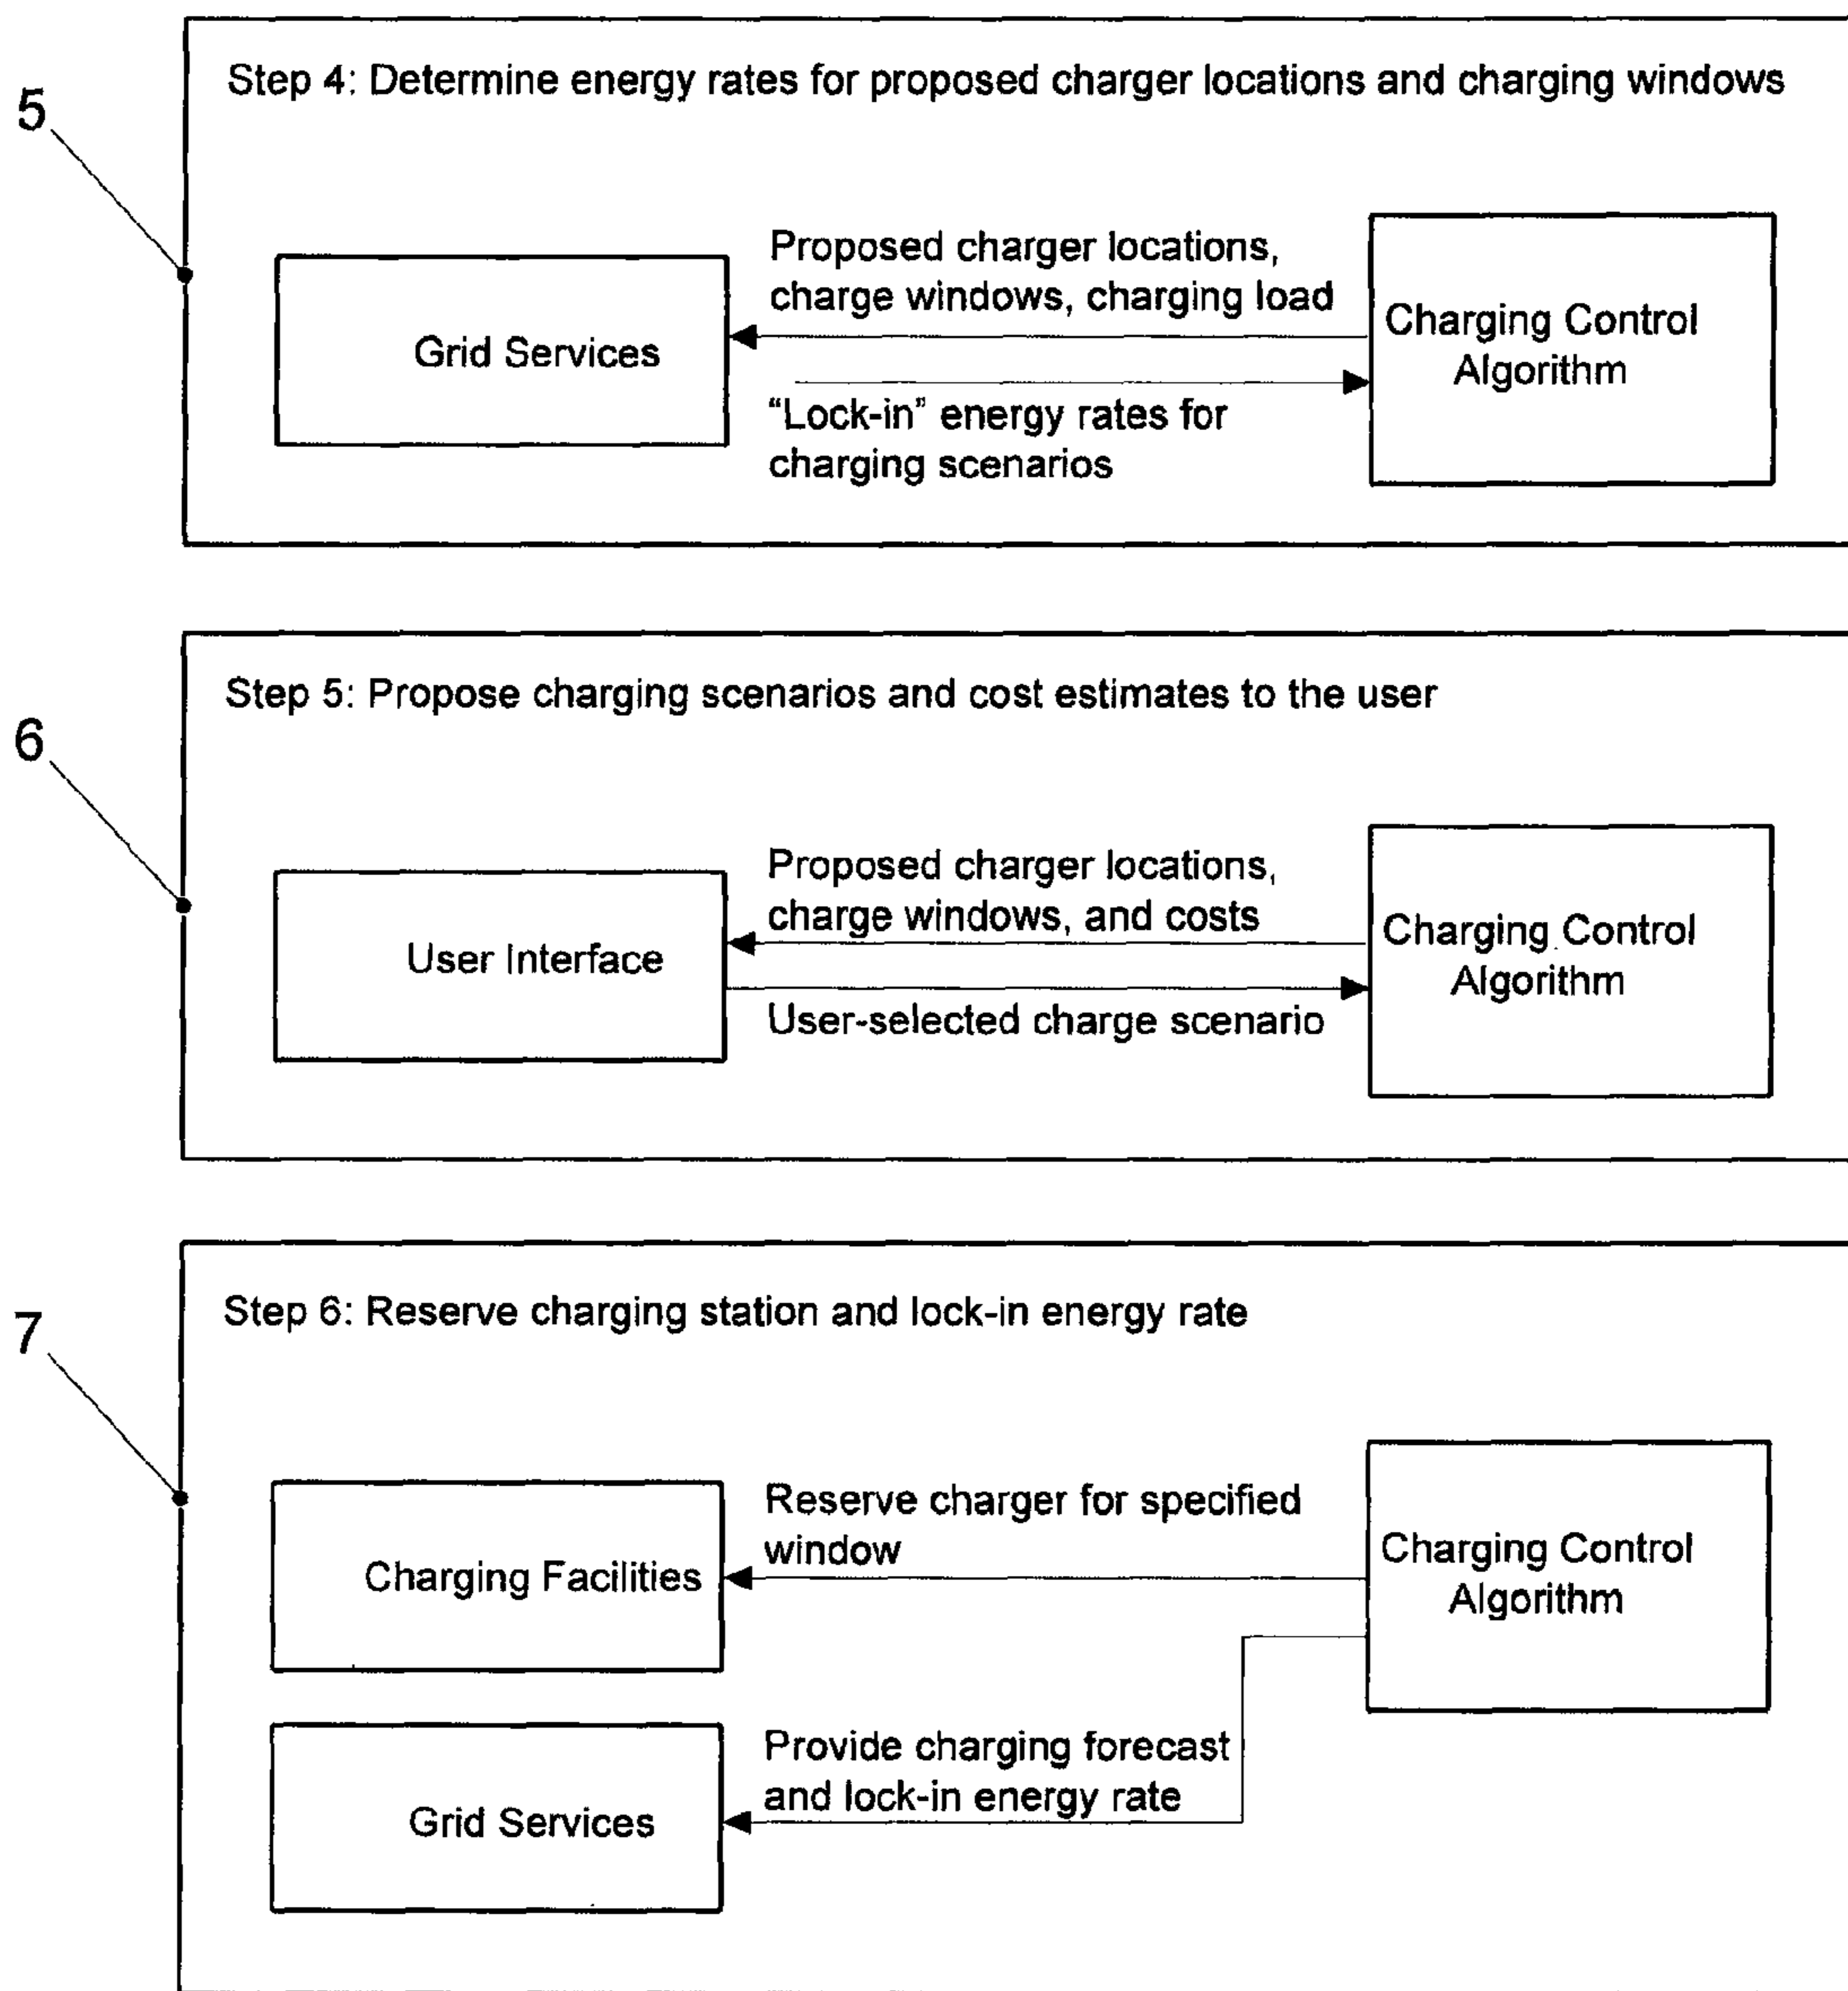 Step 4: Determine energy rates for proposed charger locations and charging windows
5
Proposed charger locations,
charge windows, charging load
Grid Services
Charging Control
Algorithm
“Lock-in” energy rates for
charging scenarios
Step 5: Propose charging scenarios and cost estimates to the user
6
Proposed charger locations,
charge windows, and costs
User Interface
Charging Control
Algorithm
User-selected charge scenario
Step 6: Reserve charging station and lock-in energy rate
7
Reserve charger for specified
window
Charging Facilities
Charging Control
Algorithm
Provide charging forecast
and lock-in energy rate
Grid Services